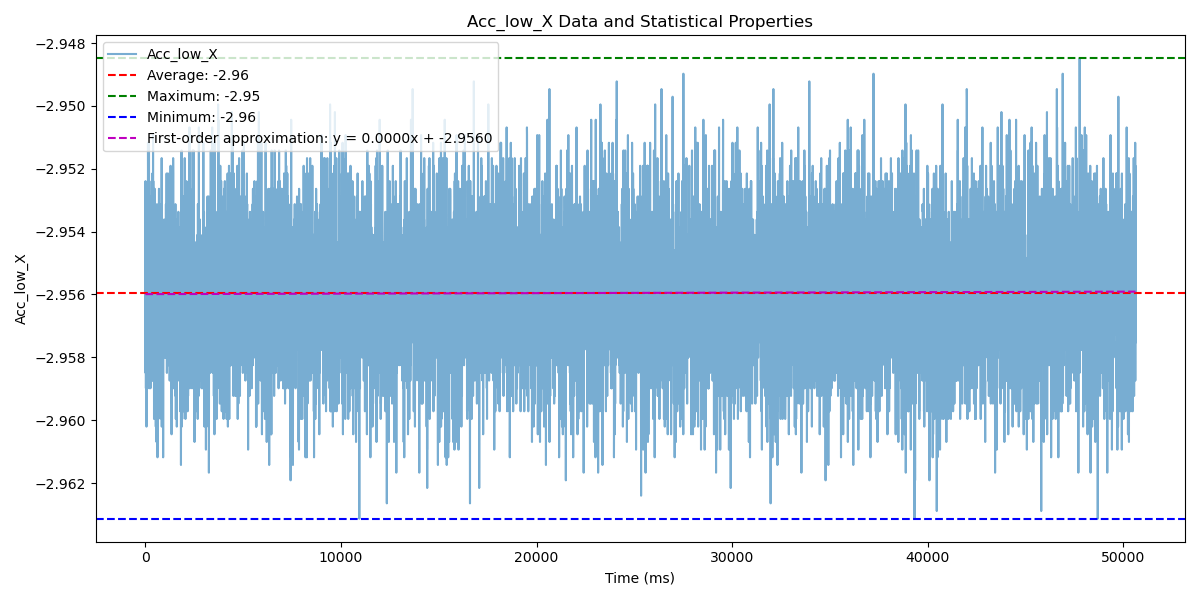 Acc_low_X Data and Statistical Properties
Acc_low_X
−2.948
−2.950
−2.952
−2.954
−2.956
−2.958
−2.960
−2.962
Acc_low_X
Average: -2.96
Maximum: -2.95
Minimum: -2.96
First-order approximation: y = 0.0000x + -2.9560
0 10000 20000 30000 40000 50000
Time (ms)